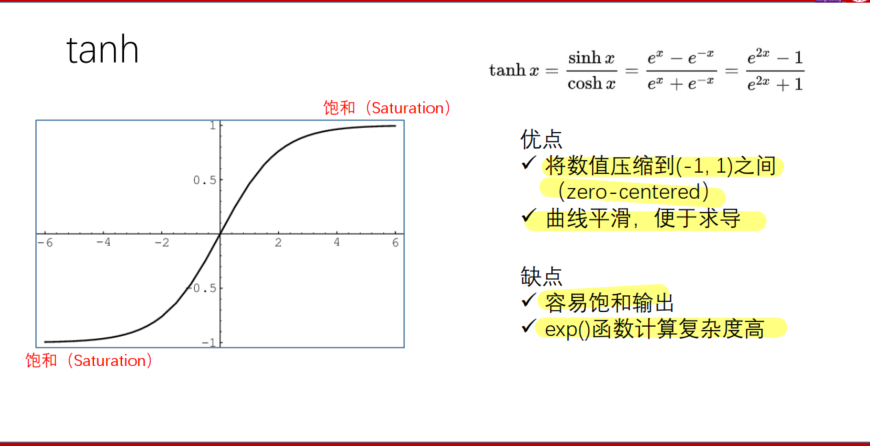 tanh
tanh x = sinh x / cosh x = (e^x − e^−x) / (e^x + e^−x) = (e^2x − 1) / (e^2x + 1)
饱和（Saturation）
1
0.5
-6 -4 -2 2 4 6
-0.5
-1
饱和（Saturation）
优点
✓ 将数值压缩到(-1, 1)之间
（zero-centered）
✓ 曲线平滑，便于求导
缺点
✓ 容易饱和输出
✓ exp()函数计算复杂度高